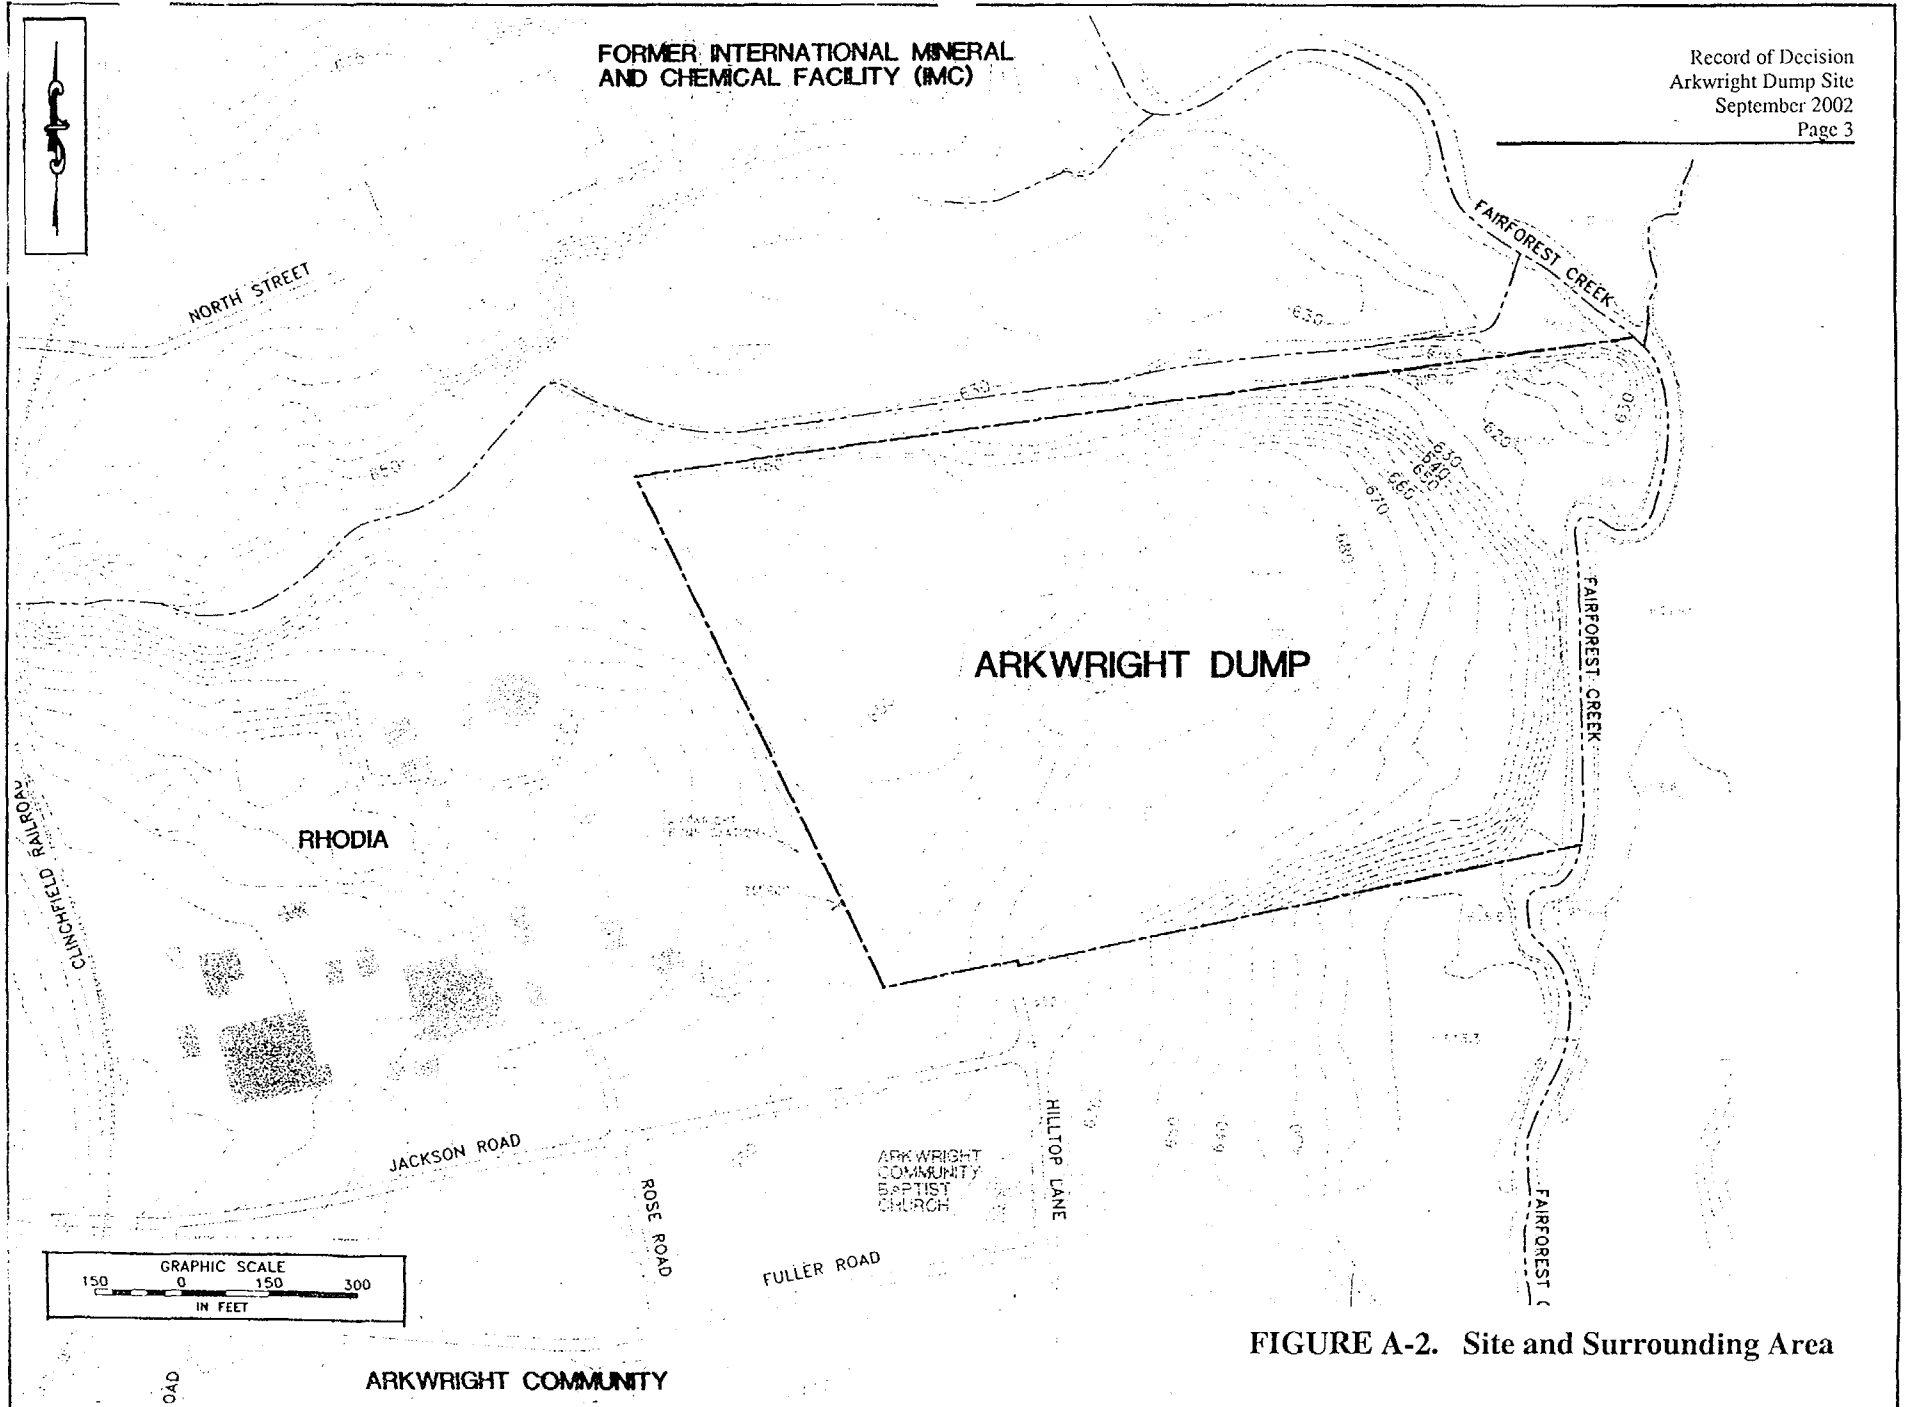 FORMER INTERNATIONAL MINERAL
AND CHEMICAL FACILITY (IMC)
Record of Decision
Arkwright Dump Site
September 2002
Page 3
NORTH STREET
FAIRFOREST CREEK
630
630
650
630
620
630
640
650
660
670
680
ARKWRIGHT DUMP
FAIRFOREST CREEK
RHODIA
CLINCHFIELD RAILROAD
JACKSON ROAD
ROSE ROAD
ARKWRIGHT
COMMUNITY
BAPTIST
CHURCH
HILLTOP LANE
FULLER ROAD
FAIRFOREST C
GRAPHIC SCALE
150 0 150 300
IN FEET
FIGURE A-2. Site and Surrounding Area
ARKWRIGHT COMMUNITY
OAD